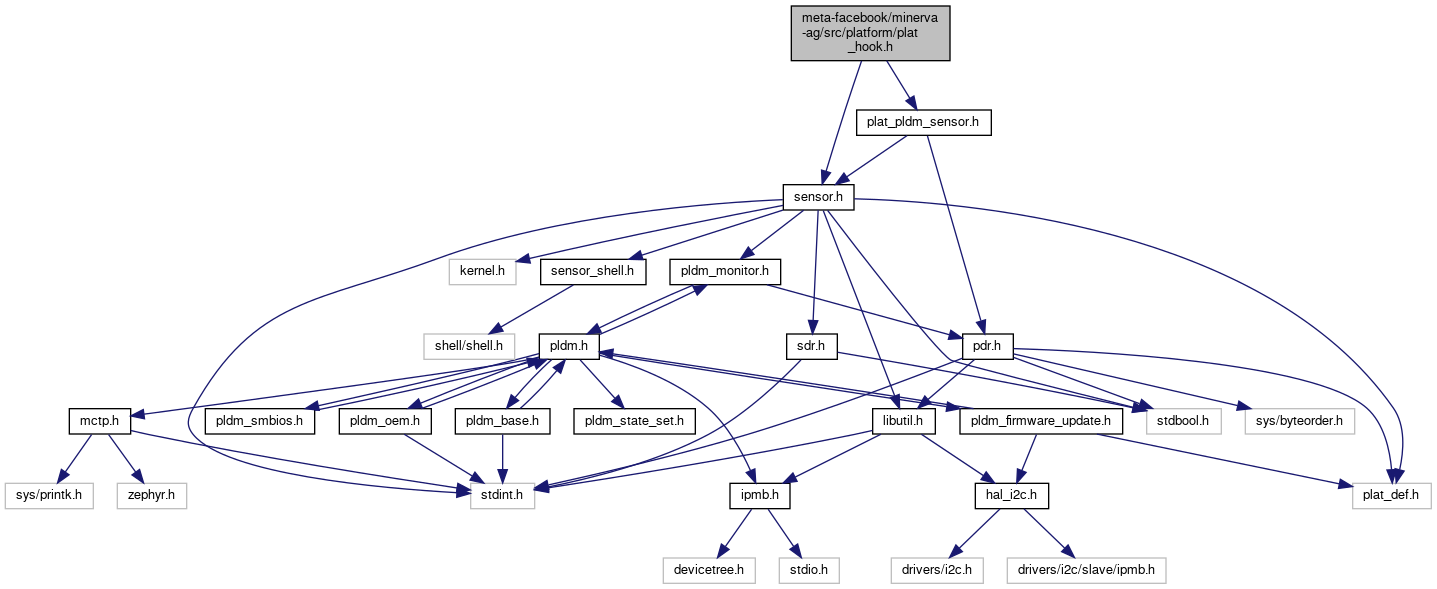 meta-facebook/minerva
-ag/src/platform/plat
_hook.h
plat_pldm_sensor.h
sensor.h
kernel.h
sensor_shell.h
pldm_monitor.h
shell/shell.h
pldm.h
sdr.h
pdr.h
mctp.h
pldm_smbios.h
pldm_oem.h
pldm_base.h
pldm_state_set.h
libutil.h
pldm_firmware_update.h
stdbool.h
sys/byteorder.h
sys/printk.h
zephyr.h
stdint.h
ipmb.h
hal_i2c.h
plat_def.h
devicetree.h
stdio.h
drivers/i2c.h
drivers/i2c/slave/ipmb.h